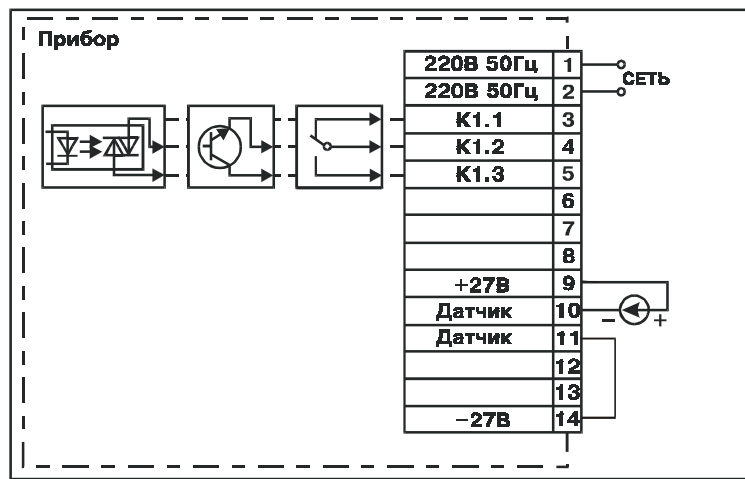 Прибор
220В 50Гц 1
220В 50Гц 2
СЕТЬ
К1.1 3
К1.2 4
К1.3 5
6
7
8
+27В 9
Датчик 10
− +
Датчик 11
12
13
−27В 14